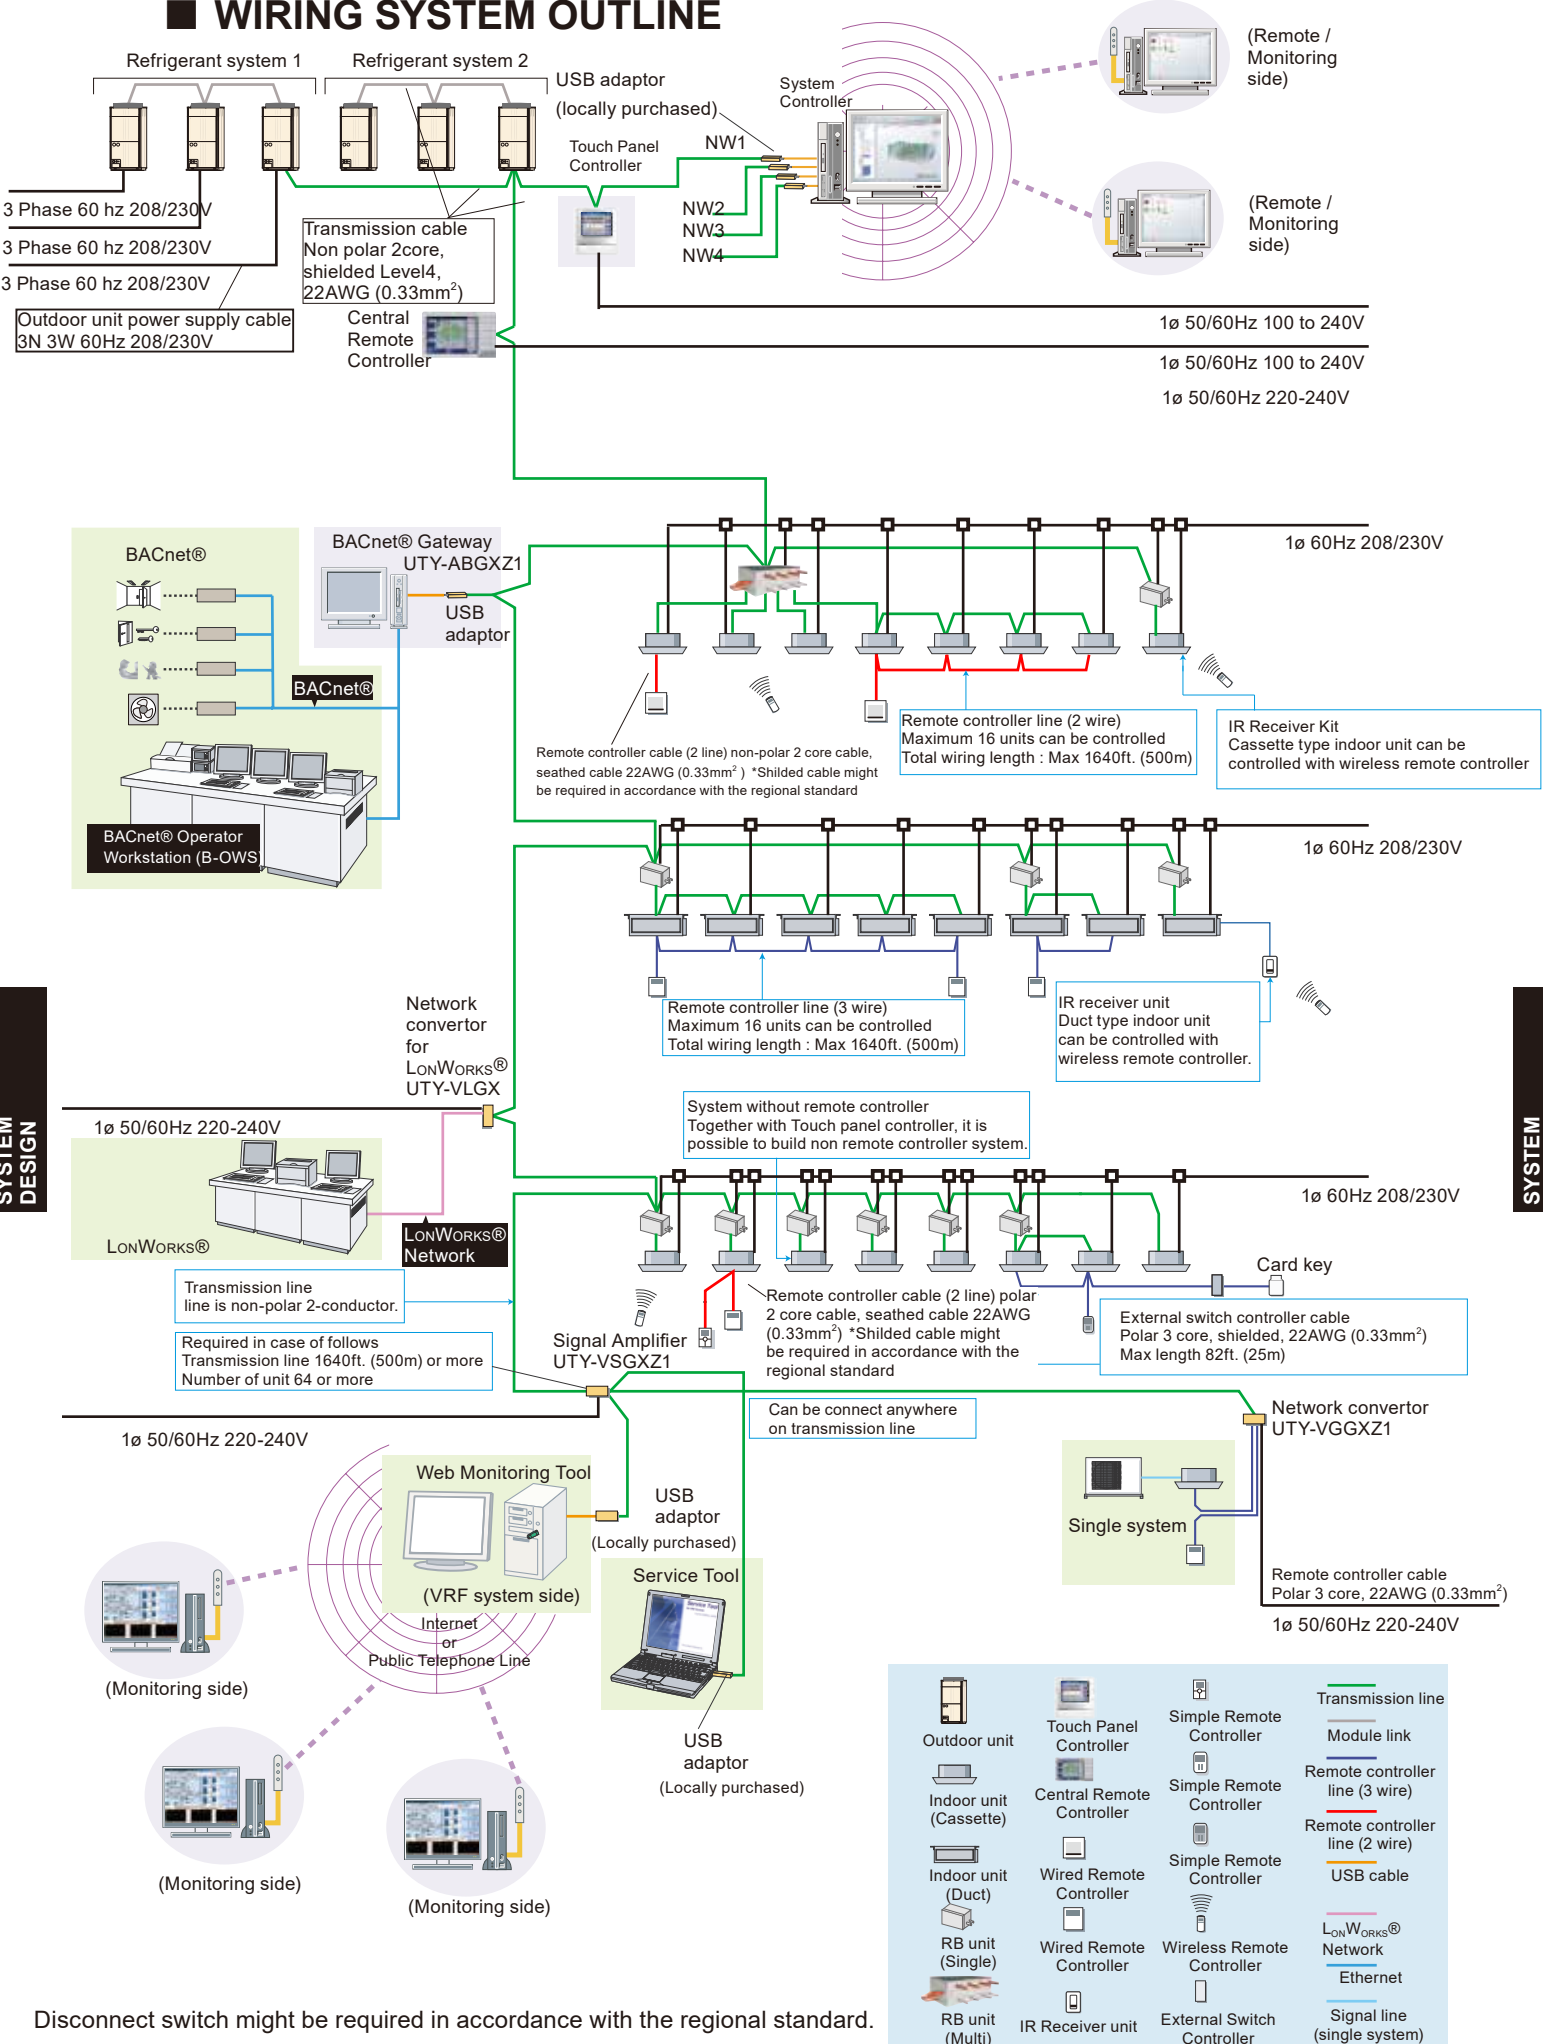 ■ WIRING SYSTEM OUTLINE
Refrigerant system 1
Refrigerant system 2
USB adaptor
(locally purchased)
System
Controller
(Remote /
Monitoring
side)
Touch Panel
Controller
NW1
NW2
NW3
NW4
(Remote /
Monitoring
side)
3 Phase 60 hz 208/230V
3 Phase 60 hz 208/230V
3 Phase 60 hz 208/230V
Transmission cable
Non polar 2core,
shielded Level4,
22AWG (0.33mm²)
Outdoor unit power supply cable
3N 3W 60Hz 208/230V
Central
Remote
Controller
1ø 50/60Hz 100 to 240V
1ø 50/60Hz 100 to 240V
1ø 50/60Hz 220-240V
BACnet®
BACnet® Gateway
UTY-ABGXZ1
USB
adaptor
BACnet®
BACnet® Operator
Workstation (B-OWS)
1ø 60Hz 208/230V
Remote controller cable (2 line) non-polar 2 core cable,
seathed cable 22AWG (0.33mm² ) *Shilded cable might
be required in accordance with the regional standard
Remote controller line (2 wire)
Maximum 16 units can be controlled
Total wiring length : Max 1640ft. (500m)
IR Receiver Kit
Cassette type indoor unit can be
controlled with wireless remote controller
1ø 60Hz 208/230V
Remote controller line (3 wire)
Maximum 16 units can be controlled
Total wiring length : Max 1640ft. (500m)
IR receiver unit
Duct type indoor unit
can be controlled with
wireless remote controller.
SYSTEM
DESIGN
SYSTEM
Network
convertor
for
LONWORKS®
UTY-VLGX
1ø 50/60Hz 220-240V
LONWORKS®
LONWORKS®
Network
System without remote controller
Together with Touch panel controller, it is
possible to build non remote controller system.
1ø 60Hz 208/230V
Card key
Transmission line
line is non-polar 2-conductor.
Required in case of follows
Transmission line 1640ft. (500m) or more
Number of unit 64 or more
Signal Amplifier
UTY-VSGXZ1
Remote controller cable (2 line) polar
2 core cable, seathed cable 22AWG
(0.33mm²) *Shilded cable might
be required in accordance with the
regional standard
External switch controller cable
Polar 3 core, shielded, 22AWG (0.33mm²)
Max length 82ft. (25m)
Can be connect anywhere
on transmission line
1ø 50/60Hz 220-240V
Network convertor
UTY-VGGXZ1
Single system
Remote controller cable
Polar 3 core, 22AWG (0.33mm²)
1ø 50/60Hz 220-240V
Web Monitoring Tool
(VRF system side)
USB
adaptor
(Locally purchased)
Internet
or
Public Telephone Line
Service Tool
Service Tool
USB
adaptor
(Locally purchased)
(Monitoring side)
(Monitoring side)
(Monitoring side)
Outdoor unit
Indoor unit
(Cassette)
Indoor unit
(Duct)
RB unit
(Single)
RB unit
(Multi)
Touch Panel
Controller
Central Remote
Controller
Wired Remote
Controller
Wired Remote
Controller
IR Receiver unit
Simple Remote
Controller
Simple Remote
Controller
Simple Remote
Controller
Wireless Remote
Controller
External Switch
Controller
Transmission line
Module link
Remote controller
line (3 wire)
Remote controller
line (2 wire)
USB cable
LONWORKS®
Network
Ethernet
Signal line
(single system)
Disconnect switch might be required in accordance with the regional standard.